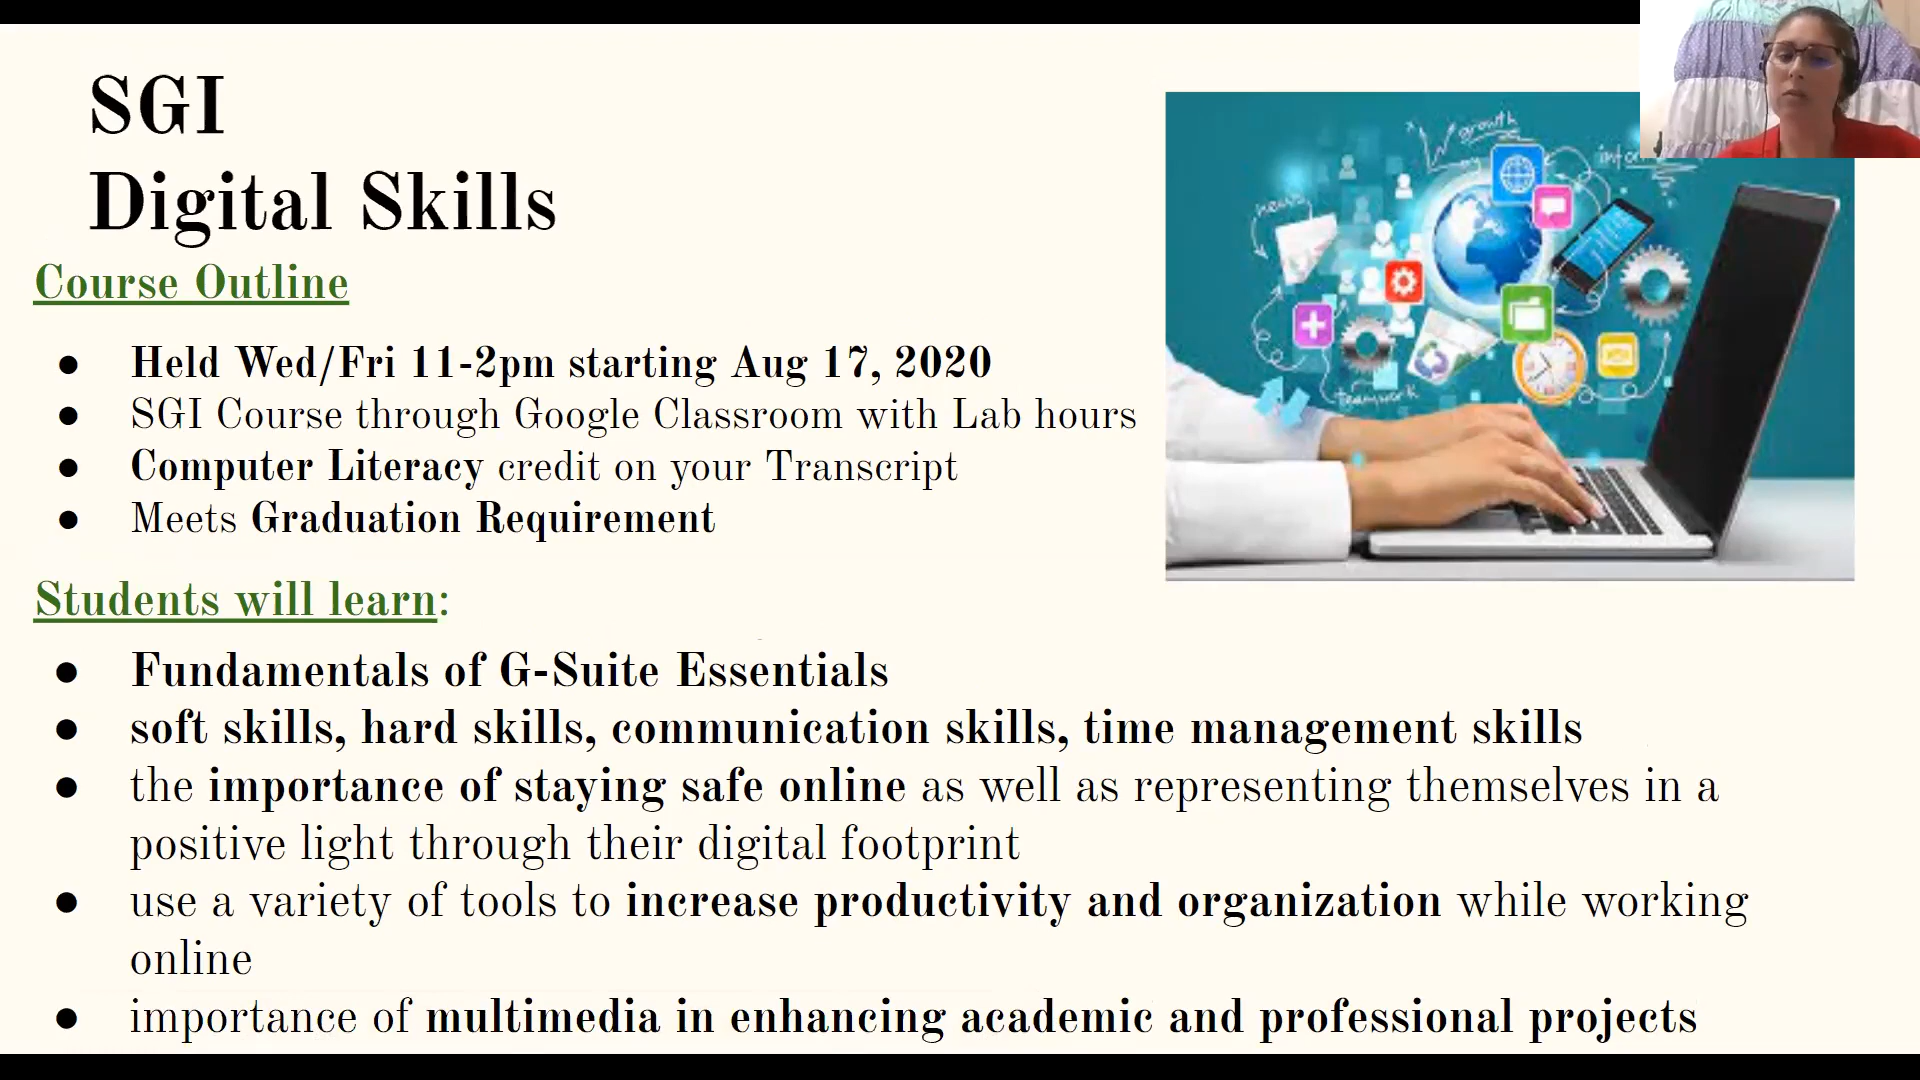 SGI
Digital Skills
Course Outline
● Held Wed/Fri 11-2pm starting Aug 17, 2020
● SGI Course through Google Classroom with Lab hours
● Computer Literacy credit on your Transcript
● Meets Graduation Requirement
Students will learn:
● Fundamentals of G-Suite Essentials
● soft skills, hard skills, communication skills, time management skills
● the importance of staying safe online as well as representing themselves in a
positive light through their digital footprint
● use a variety of tools to increase productivity and organization while working
online
● importance of multimedia in enhancing academic and professional projects
growth
news
teamwork